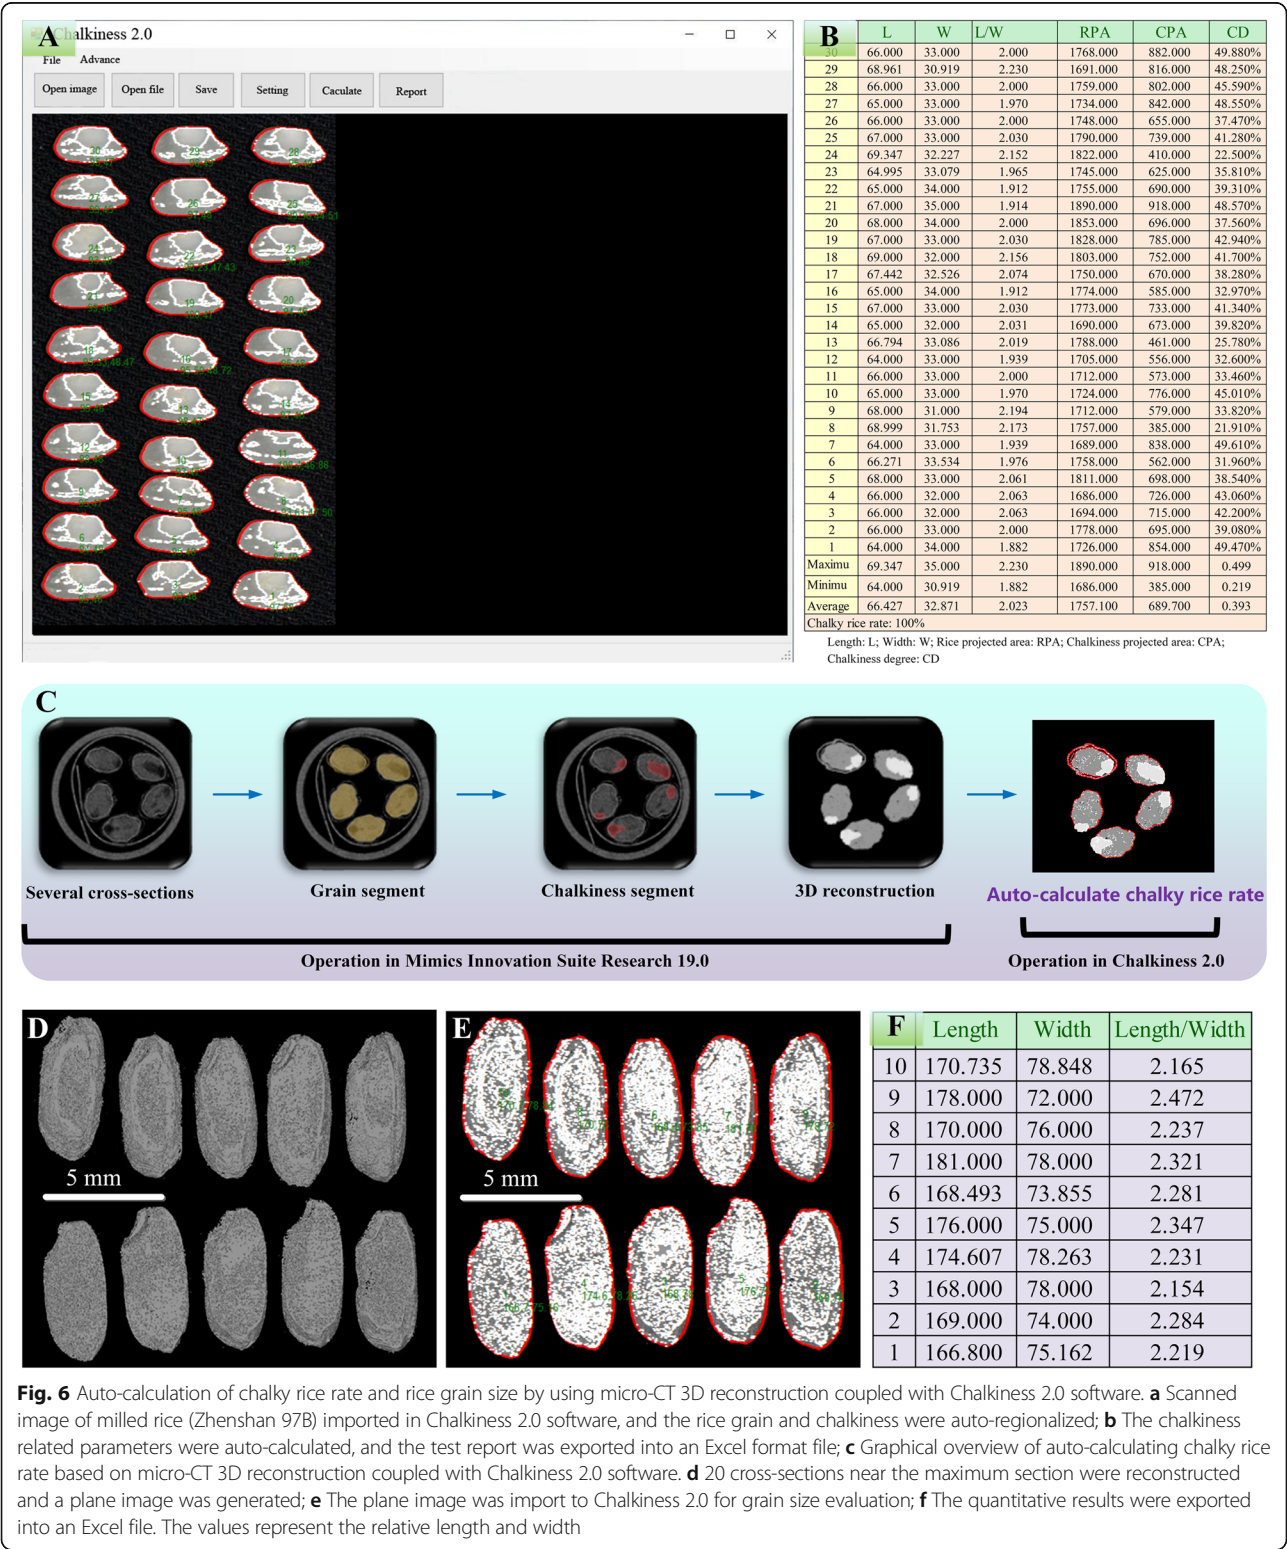 A
Chalkiness 2.0
File Advance
Open image Open file Save Setting Caculate Report
B L W L/W RPA CPA CD
30 66.000 33.000 2.000 1768.000 882.000 49.880%
29 68.961 30.919 2.230 1691.000 816.000 48.250%
28 66.000 33.000 2.000 1759.000 802.000 45.590%
27 65.000 33.000 1.970 1734.000 842.000 48.550%
26 66.000 33.000 2.000 1748.000 655.000 37.470%
25 67.000 33.000 2.030 1790.000 739.000 41.280%
24 69.347 32.227 2.152 1822.000 410.000 22.500%
23 64.995 33.079 1.965 1745.000 625.000 35.810%
22 65.000 34.000 1.912 1755.000 690.000 39.310%
21 67.000 35.000 1.914 1890.000 918.000 48.570%
20 68.000 34.000 2.000 1853.000 696.000 37.560%
19 67.000 33.000 2.030 1828.000 785.000 42.940%
18 69.000 32.000 2.156 1803.000 752.000 41.700%
17 67.442 32.526 2.074 1750.000 670.000 38.280%
16 65.000 34.000 1.912 1774.000 585.000 32.970%
15 67.000 33.000 2.030 1773.000 733.000 41.340%
14 65.000 32.000 2.031 1690.000 673.000 39.820%
13 66.794 33.086 2.019 1788.000 461.000 25.780%
12 64.000 33.000 1.939 1705.000 556.000 32.600%
11 66.000 33.000 2.000 1712.000 573.000 33.460%
10 65.000 33.000 1.970 1724.000 776.000 45.010%
9 68.000 31.000 2.194 1712.000 579.000 33.820%
8 68.999 31.753 2.173 1757.000 385.000 21.910%
7 64.000 33.000 1.939 1689.000 838.000 49.610%
6 66.271 33.534 1.976 1758.000 562.000 31.960%
5 68.000 33.000 2.061 1811.000 698.000 38.540%
4 66.000 32.000 2.063 1686.000 726.000 43.060%
3 66.000 32.000 2.063 1694.000 715.000 42.200%
2 66.000 33.000 2.000 1778.000 695.000 39.080%
1 64.000 34.000 1.882 1726.000 854.000 49.470%
Maximu 69.347 35.000 2.230 1890.000 918.000 0.499
Minimu 64.000 30.919 1.882 1686.000 385.000 0.219
Average 66.427 32.871 2.023 1757.100 689.700 0.393
Chalky rice rate: 100%
Length: L; Width: W; Rice projected area: RPA; Chalkiness projected area: CPA;
Chalkiness degree: CD
C
Several cross-sections Grain segment Chalkiness segment 3D reconstruction Auto-calculate chalky rice rate
Operation in Mimics Innovation Suite Research 19.0 Operation in Chalkiness 2.0
D
5 mm
E
5 mm
F Length Width Length/Width
10 170.735 78.848 2.165
9 178.000 72.000 2.472
8 170.000 76.000 2.237
7 181.000 78.000 2.321
6 168.493 73.855 2.281
5 176.000 75.000 2.347
4 174.607 78.263 2.231
3 168.000 78.000 2.154
2 169.000 74.000 2.284
1 166.800 75.162 2.219
Fig. 6 Auto-calculation of chalky rice rate and rice grain size by using micro-CT 3D reconstruction coupled with Chalkiness 2.0 software. a Scanned
image of milled rice (Zhenshan 97B) imported in Chalkiness 2.0 software, and the rice grain and chalkiness were auto-regionalized; b The chalkiness
related parameters were auto-calculated, and the test report was exported into an Excel format file; c Graphical overview of auto-calculating chalky rice
rate based on micro-CT 3D reconstruction coupled with Chalkiness 2.0 software. d 20 cross-sections near the maximum section were reconstructed
and a plane image was generated; e The plane image was import to Chalkiness 2.0 for grain size evaluation; f The quantitative results were exported
into an Excel file. The values represent the relative length and width